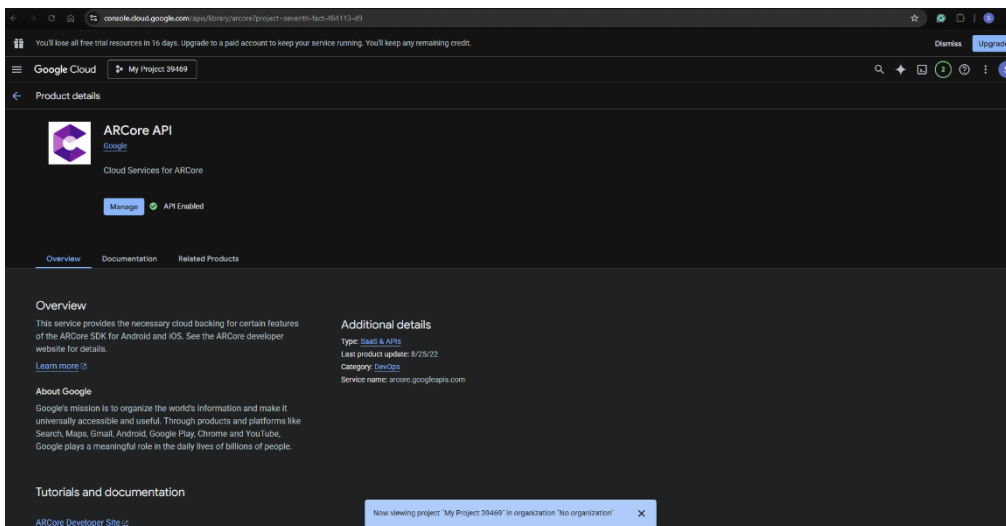 console.cloud.google.com/apis/library/arcore?project=seventh-fact-484113-d9
You'll lose all free trial resources in 16 days. Upgrade to a paid account to keep your service running. You'll keep any remaining credit.
Dismiss
Upgrade
Google Cloud
My Project 39469
2
Product details
ARCore API
Google
Cloud Services for ARCore
Manage
API Enabled
Overview
Documentation
Related Products
Overview
This service provides the necessary cloud backing for certain features
of the ARCore SDK for Android and iOS. See the ARCore developer
website for details.
Learn more
About Google
Google's mission is to organize the world's information and make it
universally accessible and useful. Through products and platforms like
Search, Maps, Gmail, Android, Google Play, Chrome and YouTube,
Google plays a meaningful role in the daily lives of billions of people.
Additional details
Type: SaaS & APIs
Last product update: 8/25/22
Category: DevOps
Service name: arcore.googleapis.com
Tutorials and documentation
ARCore Developer Site
Now viewing project "My Project 39469" in organization "No organization"